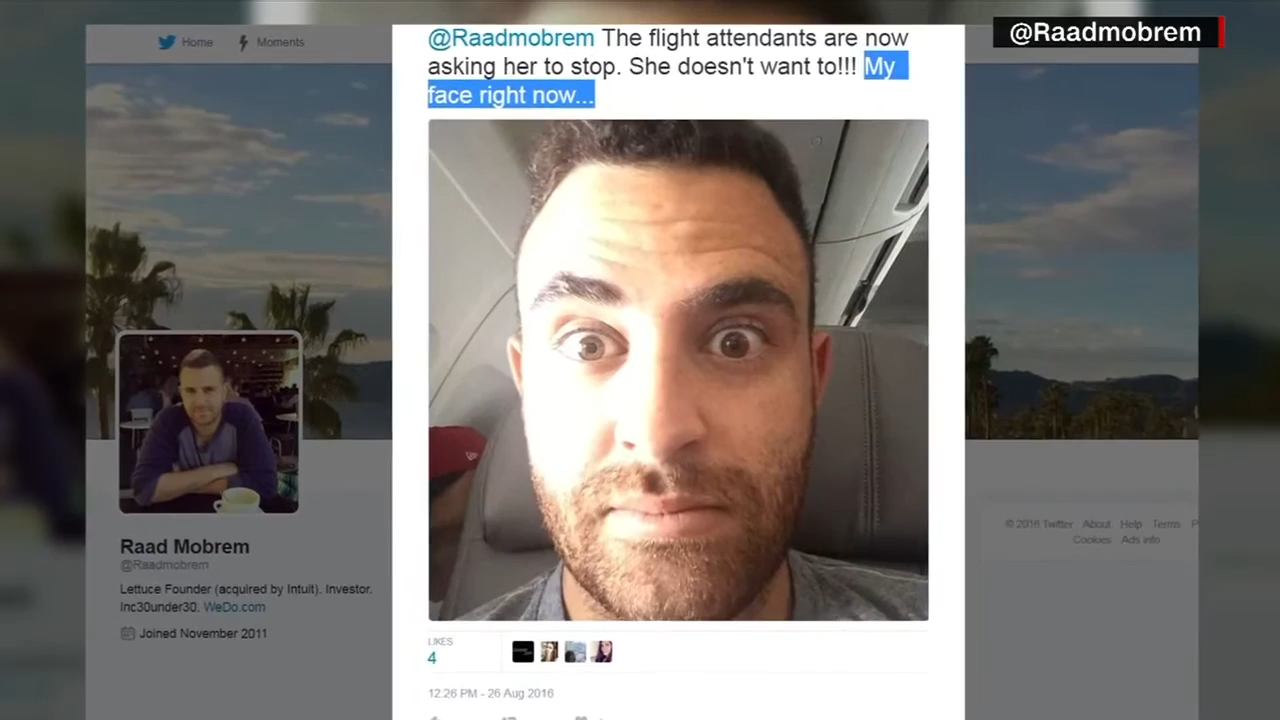 @Raadmobrem
Home Moments
@Raadmobrem The flight attendants are now
asking her to stop. She doesn't want to!!! My
face right now...
Raad Mobrem
@Raadmobrem
Lettuce Founder (acquired by Intuit). Investor.
Inc30under30. WeDo.com
Joined November 2011
© 2016 Twitter About Help Terms
Cookies Ads info
LIKES
4
12:26 PM - 26 Aug 2016